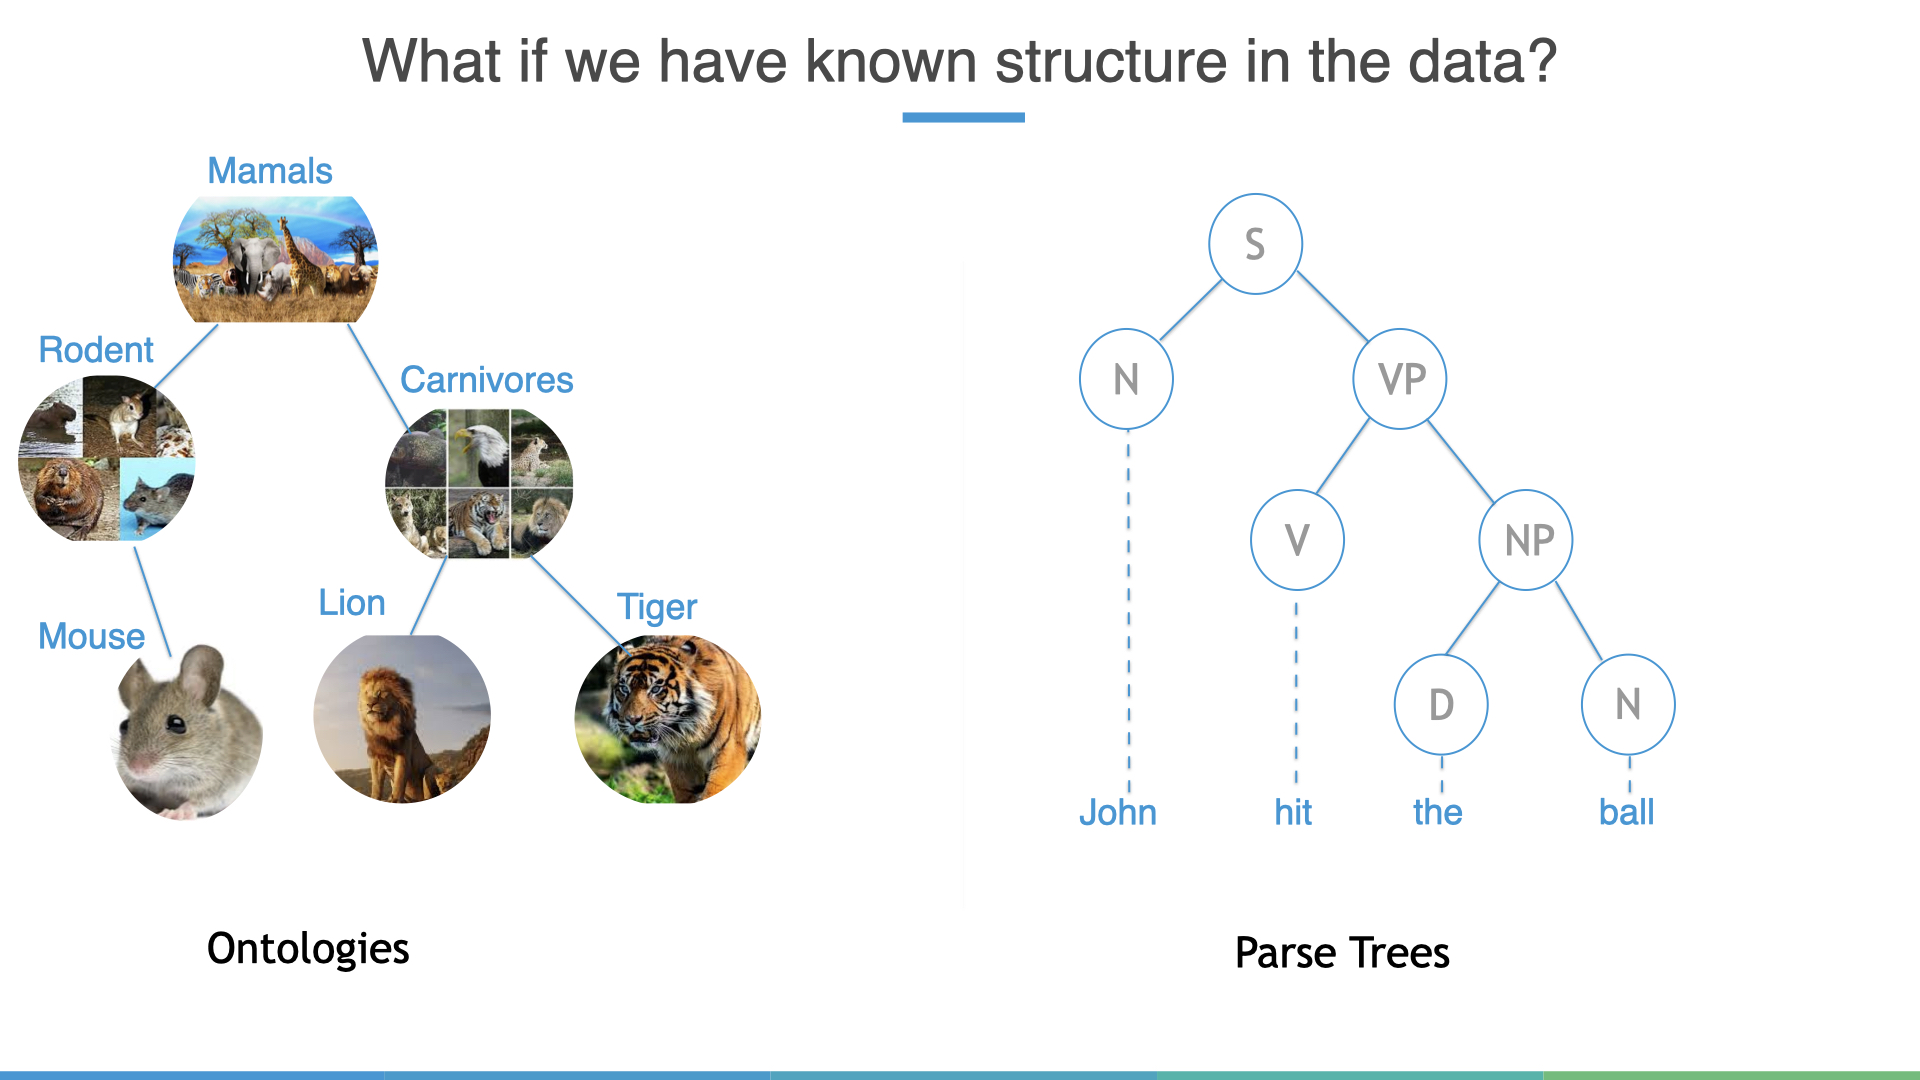 What if we have known structure in the data?
Mamals
Rodent
Carnivores
Mouse
Lion
Tiger
Ontologies
S
N
VP
V
NP
D
N
John
hit
the
ball
Parse Trees